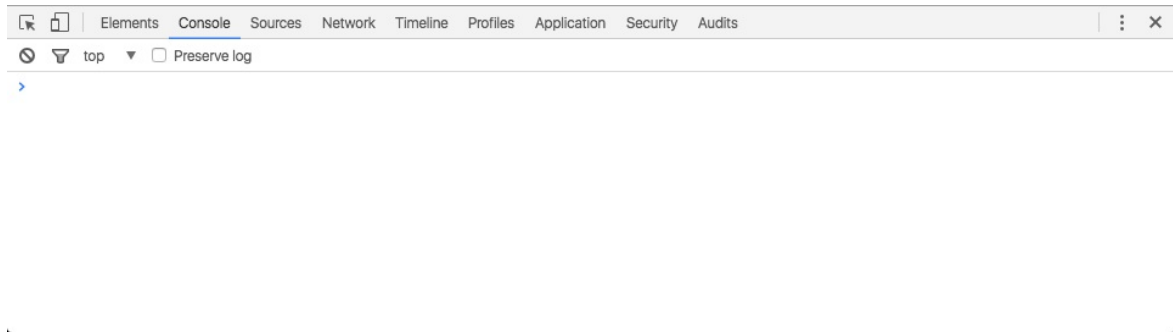 Elements Console Sources Network Timeline Profiles Application Security Audits
top Preserve log